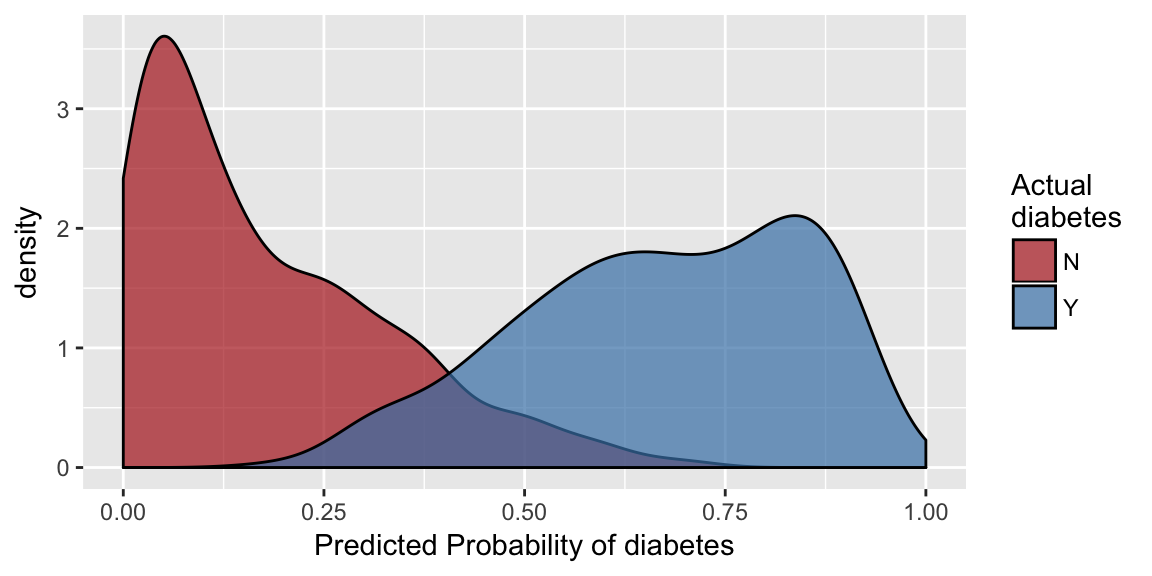 3
2
1
0
density
0.00
0.25
0.50
0.75
1.00
Predicted Probability of diabetes
Actual
diabetes
N
Y